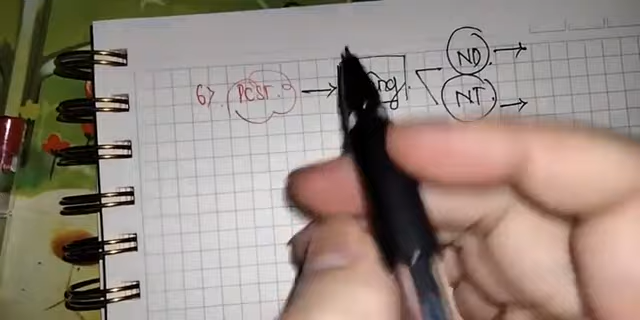 6> PCST → ND →
NT →